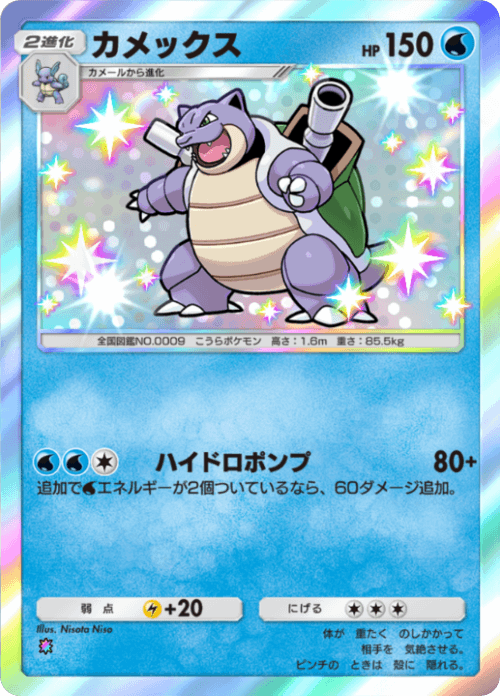 2進化 カメックス HP 150
カメールから進化
全国図鑑NO.0009 こうらポケモン 高さ:1.6m 重さ:85.5kg
ハイドロポンプ 80+
追加でエネルギーが2個ついているなら、60ダメージ追加。
弱点 +20 にげる
Illus. Nisota Niso
体が 重たく のしかかって
相手を 気絶させる。
ピンチの ときは 殻に 隠れる。